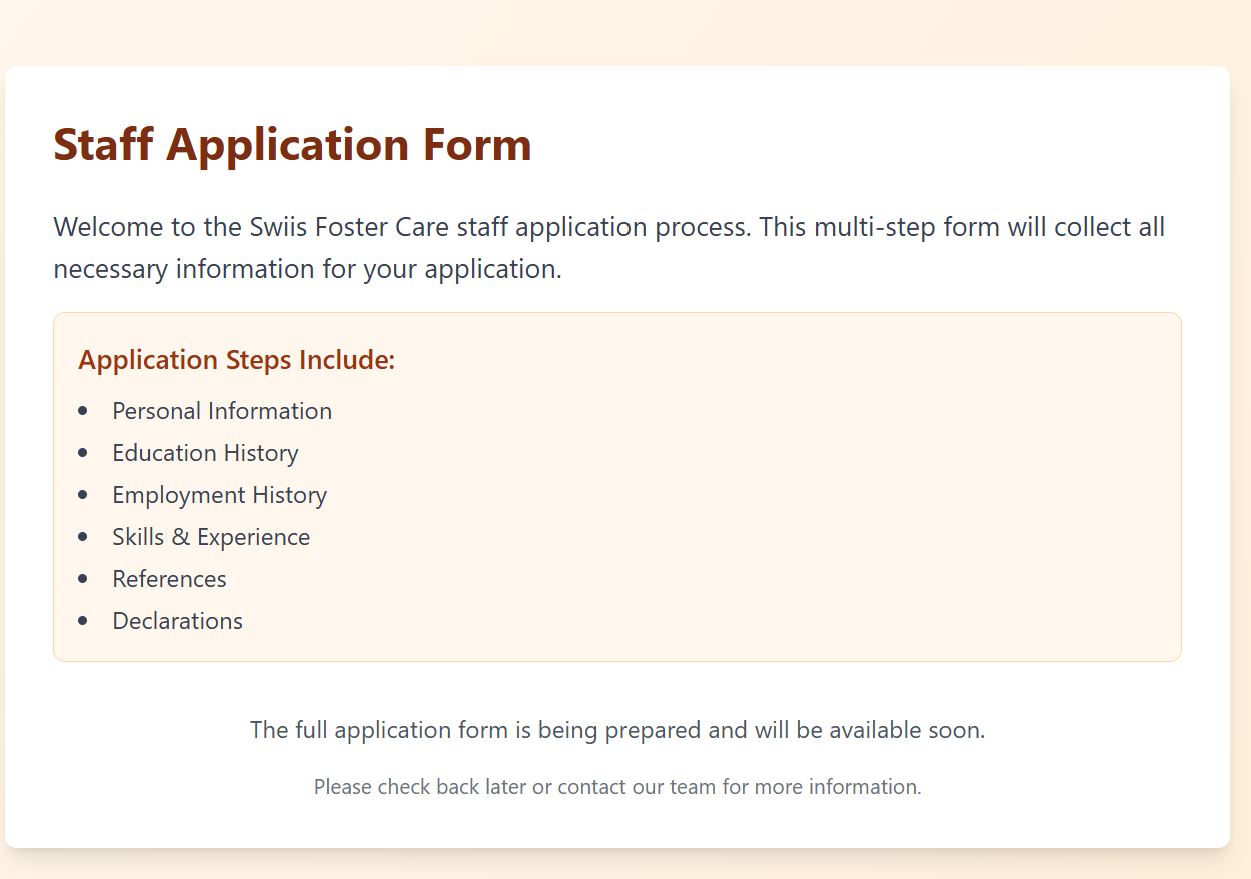 Staff Application Form
Welcome to the Swiis Foster Care staff application process. This multi-step form will collect all
necessary information for your application.
Application Steps Include:
Personal Information
Education History
Employment History
Skills & Experience
References
Declarations
The full application form is being prepared and will be available soon.
Please check back later or contact our team for more information.